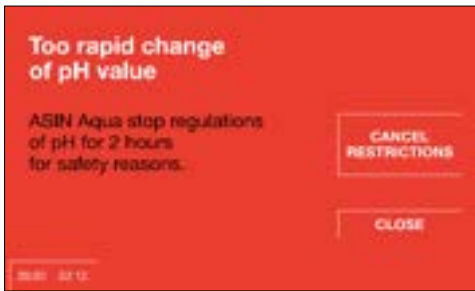 Too rapid change
of pH value
ASIN Aqua stop regulations
of pH for 2 hours
for safety reasons.
CANCEL
RESTRICTIONS
CLOSE